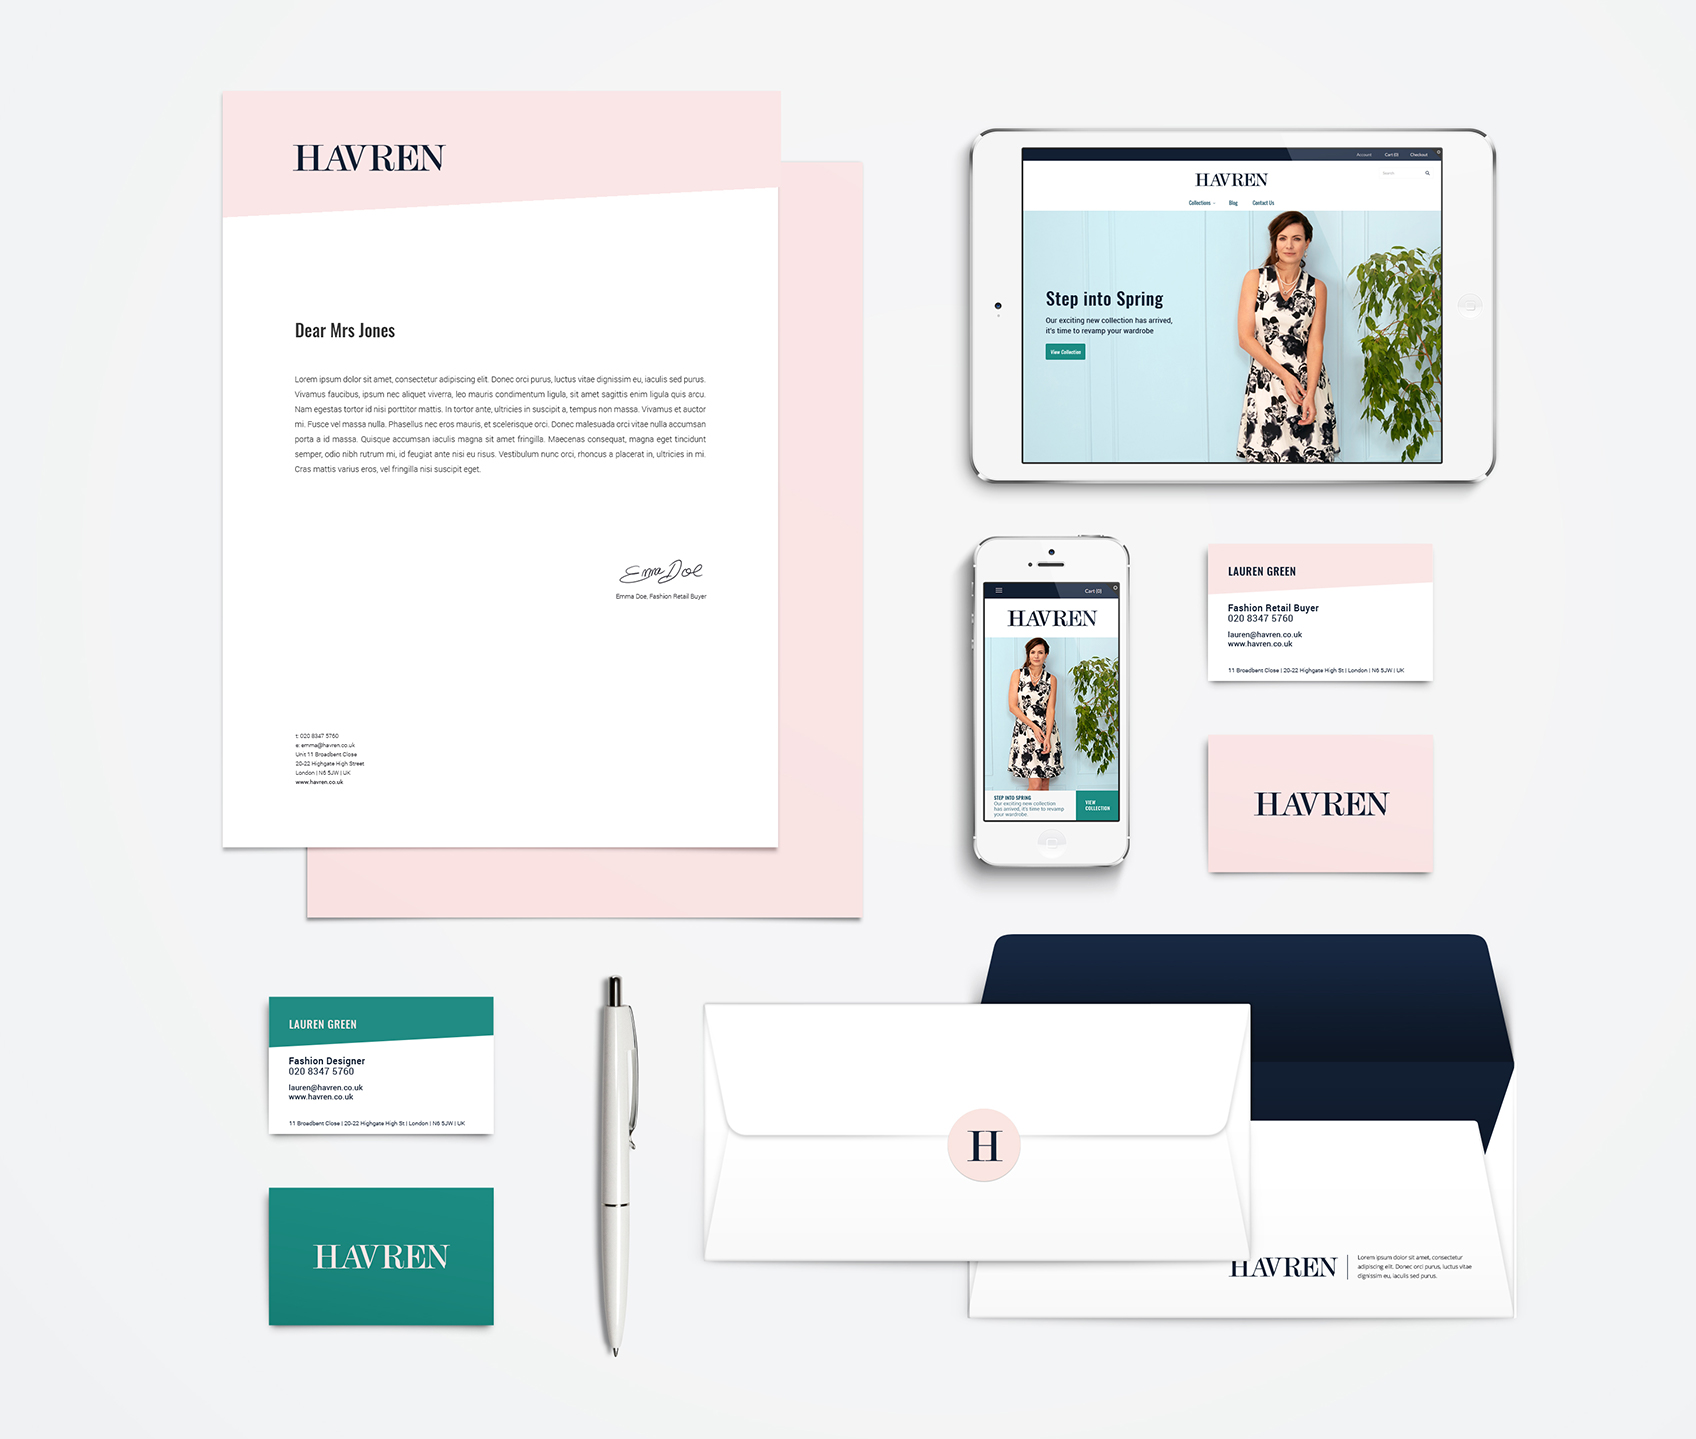 HAVREN
Dear Mrs Jones
Lorem ipsum dolor sit amet, consectetur adipiscing elit. Donec orci purus, luctus vitae dignissim eu, iaculis sed purus.
Vivamus faucibus, ipsum nec aliquet viverra, leo mauris condimentum ligula, sit amet sagittis enim ligula quis arcu.
Nam egestas tortor id nisi porttitor mattis. In tortor ante, ultricies in suscipit a, tempus non massa. Vivamus et auctor
mi. Fusce vel massa nulla. Phasellus nec eros mauris, et scelerisque orci. Donec malesuada orci vitae nulla accumsan
porta a id massa. Quisque accumsan iaculis magna sit amet fringilla. Maecenas consequat, magna eget tincidunt
semper, odio nibh rutrum mi, id feugiat ante nisi eu risus. Vestibulum nunc orci, rhoncus a placerat in, ultricies in mi.
Cras mattis varius eros, vel fringilla nisi suscipit eget.
Emma Doe
Emma Doe, Fashion Retail Buyer
t: 020 8347 5760
e: emma@havren.co.uk
Unit 11 Broadbent Close
20-22 Highgate High Street
London | N6 5JW | UK
www.havren.co.uk
Account Cart (0) Checkout
HAVREN
Search
Collections Blog Contact Us
Step into Spring
Our exciting new collection has arrived,
it's time to revamp your wardrobe
View Collection
Cart (0)
HAVREN
STEP INTO SPRING
Our exciting new collection
has arrived, it's time to revamp
your wardrobe.
VIEW
COLLECTION
LAUREN GREEN
Fashion Retail Buyer
020 8347 5760
lauren@havren.co.uk
www.havren.co.uk
11 Broadbent Close | 20-22 Highgate High St | London | N6 5JW | UK
HAVREN
LAUREN GREEN
Fashion Designer
020 8347 5760
lauren@havren.co.uk
www.havren.co.uk
11 Broadbent Close | 20-22 Highgate High St | London | N6 5JW | UK
HAVREN
H
HAVREN
Lorem ipsum dolor sit amet, consectetur
adipiscing elit. Donec orci purus, luctus vitae
dignissim eu, iaculis sed purus.